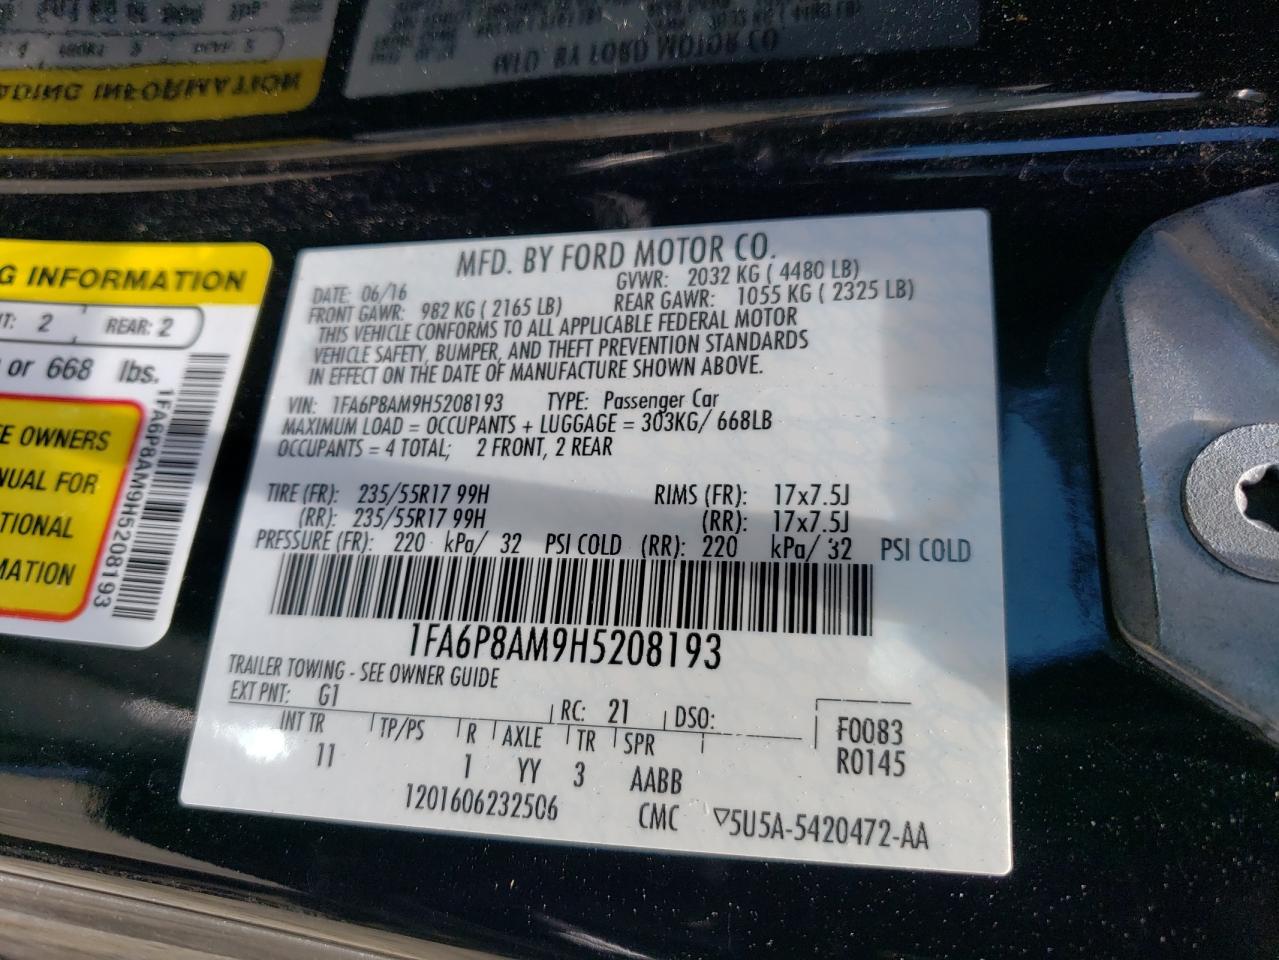 G INFORMATION
T: 2 REAR: 2
or 668 lbs.
E OWNERS
NUAL FOR
TIONAL
MATION
1FA6P8AM9H5208193
MFD. BY FORD MOTOR CO.
DATE: 06/16 GVWR: 2032 KG ( 4480 LB)
FRONT GAWR: 982 KG ( 2165 LB) REAR GAWR: 1055 KG ( 2325 LB)
THIS VEHICLE CONFORMS TO ALL APPLICABLE FEDERAL MOTOR
VEHICLE SAFETY, BUMPER, AND THEFT PREVENTION STANDARDS
IN EFFECT ON THE DATE OF MANUFACTURE SHOWN ABOVE.
VIN: 1FA6P8AM9H5208193 TYPE: Passenger Car
MAXIMUM LOAD = OCCUPANTS + LUGGAGE = 303KG/ 668LB
OCCUPANTS = 4 TOTAL; 2 FRONT, 2 REAR
TIRE (FR): 235/55R17 99H RIMS (FR): 17x7.5J
(RR): 235/55R17 99H (RR): 17x7.5J
PRESSURE (FR): 220 kPa/ 32 PSI COLD (RR): 220 kPa/ 32 PSI COLD
1FA6P8AM9H5208193
TRAILER TOWING - SEE OWNER GUIDE
EXT PNT: G1 RC: 21 DSO: F0083
INT TR TP/PS R AXLE TR SPR R0145
11 1 YY 3 AABB
1201606232506 CMC ▽5U5A-5420472-AA